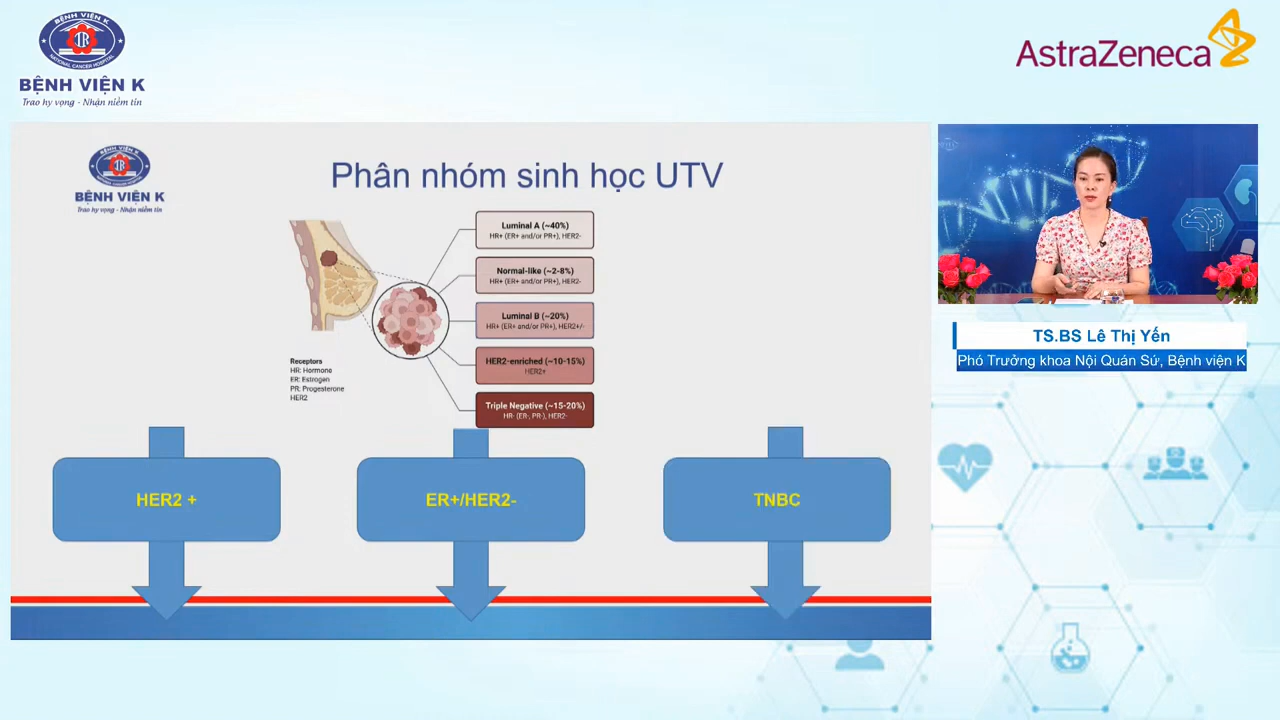 NATIONAL CANCER HOSPITAL
BỆNH VIỆN K
Trao hy vọng - Nhận niềm tin
AstraZeneca
BỆNH VIỆN K
Trao hy vọng - Nhận niềm tin
Phân nhóm sinh học UTV
Luminal A (~40%)
HR+ (ER+ and/or PR+), HER2-
Normal-like (~2-8%)
HR+ (ER+ and/or PR+), HER2-
Luminal B (~20%)
HR+ (ER+ and/or PR+), HER2+/-
HER2-enriched (~10-15%)
HER2+
Triple Negative (~15-20%)
HR- (ER-, PR-), HER2-
Receptors
HR: Hormone
ER: Estrogen
PR: Progesterone
HER2
HER2 +
ER+/HER2-
TNBC
TS.BS Lê Thị Yến
Phó Trưởng khoa Nội Quán Sứ, Bệnh viện K